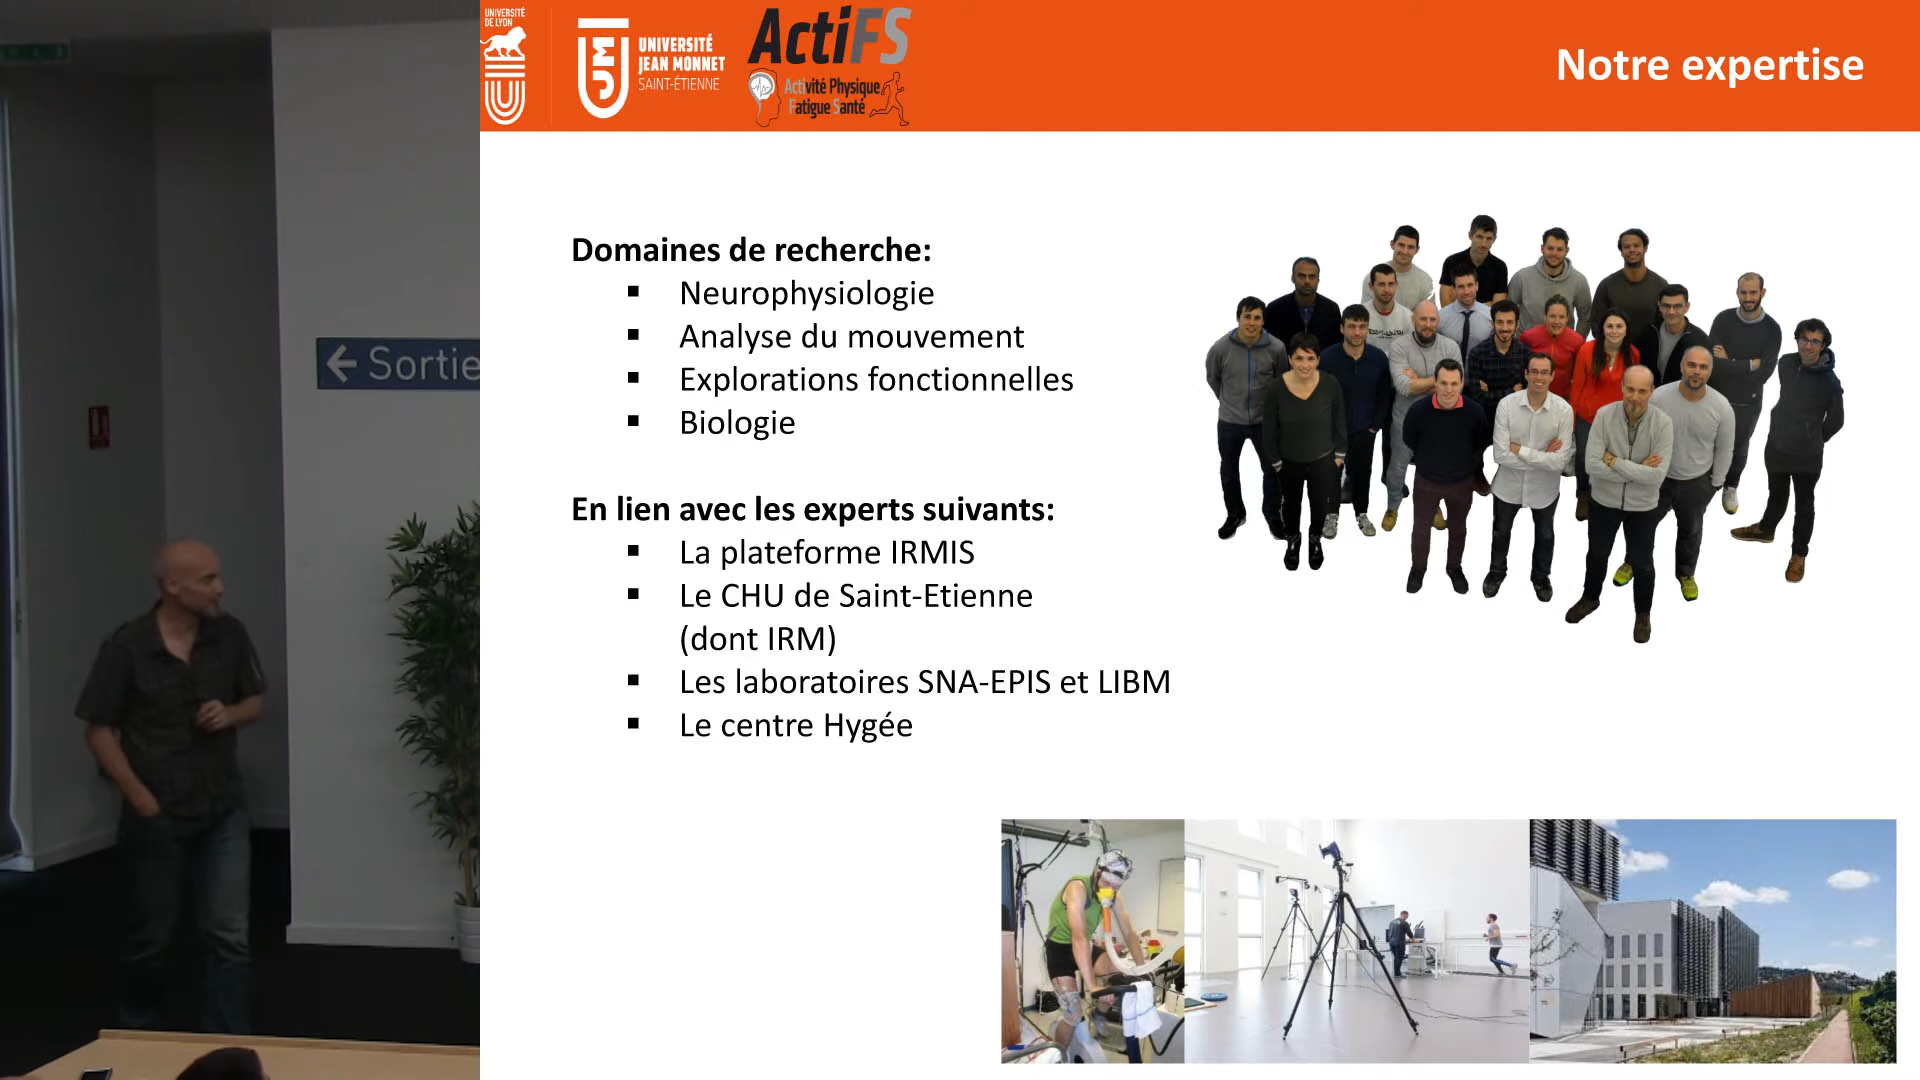 UNIVERSITÉ
DE LYON
UNIVERSITÉ
JEAN MONNET
SAINT-ÉTIENNE
ActiFS
Activité Physique
Fatigue Santé
Notre expertise
← Sortie
Domaines de recherche:
▪ Neurophysiologie
▪ Analyse du mouvement
▪ Explorations fonctionnelles
▪ Biologie
En lien avec les experts suivants:
▪ La plateforme IRMIS
▪ Le CHU de Saint-Etienne
(dont IRM)
▪ Les laboratoires SNA-EPIS et LIBM
▪ Le centre Hygée